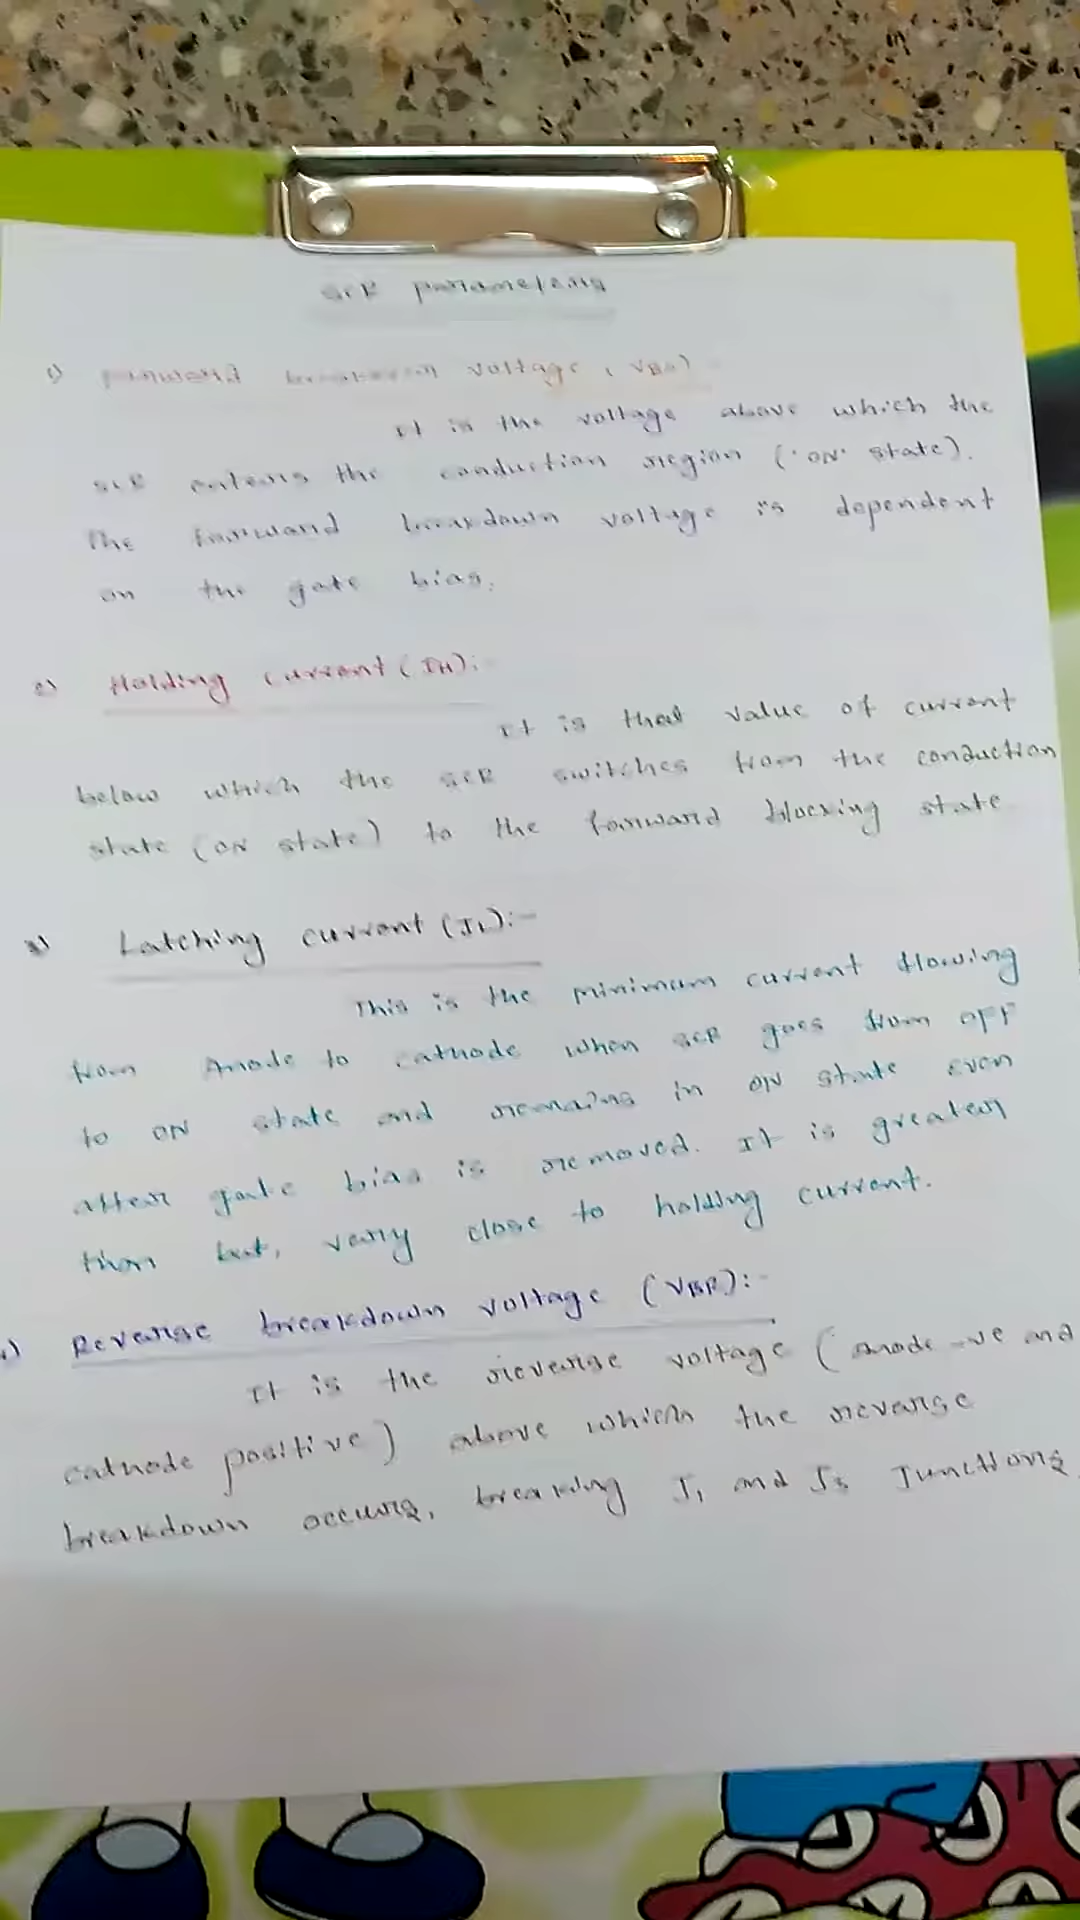 SCR parameters
1) Forward breakdown voltage (VBO) -
It is the voltage above which the
SCR enters the conduction region ('ON' state).
The forward breakdown voltage is dependent
on the gate bias.
2) Holding current (IH):-
It is that value of current
below which the SCR switches from the conduction
state (ON state) to the forward blocking state
3) Latching current (IL):-
This is the minimum current flowing
from Anode to cathode when SCR goes from OFF
to ON state and remains in ON state even
after gate bias is removed. It is greater
than but, very close to holding current.
4) Reverse breakdown voltage (VBR):-
It is the reverse voltage (anode -ve and
cathode positive) above which the reverse
breakdown occurs, breaking J1 and J3 Junctions.